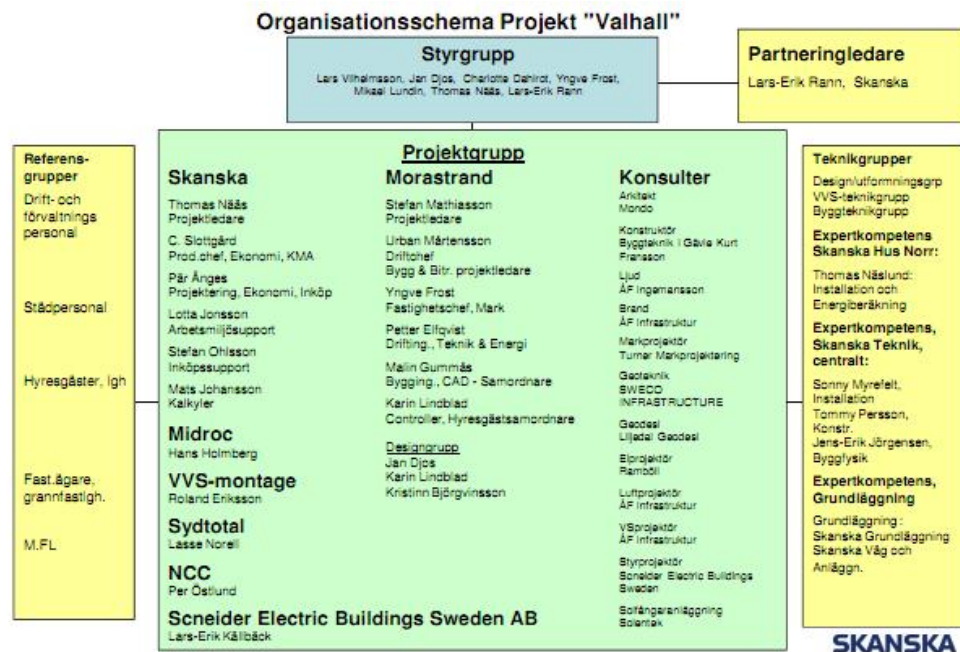 Organisationsschema Projekt "Valhall"
Styrgrupp
Lars Vilhelmsson, Jan Djos, Charlotte Dahlrot, Yngve Frost,
Mikael Lundin, Thomas Nääs, Lars-Erik Rann
Partneringledare
Lars-Erik Rann, Skanska
Referens-
grupper
Drift- och
förvaltnings
personal
Städpersonal
Hyresgäster, lgh
Fast.ägare,
grannfastigh.
M.FL
Projektgrupp
Skanska
Thomas Nääs
Projektledare
C. Slottgård
Prod.chef, Ekonomi, KMA
Pär Ånges
Projektering, Ekonomi, Inköp
Lotta Jonsson
Arbetsmiljösupport
Stefan Ohlsson
Inköpssupport
Mats Johansson
Kalkyler
Midroc
Hans Holmberg
VVS-montage
Roland Eriksson
Sydtotal
Lasse Norell
NCC
Per Östlund
Scneider Electric Buildings Sweden AB
Lars-Erik Källbäck
Morastrand
Stefan Mathiasson
Projektledare
Urban Mårtensson
Driftchef
Bygg & Bitr. projektledare
Yngve Frost
Fastighetschef, Mark
Petter Elfqvist
Drifting., Teknik & Energi
Malin Gummås
Bygging., CAD - Samordnare
Karin Lindblad
Controller, Hyresgästsamordnare
Designgrupp
Jan Djos
Karin Lindblad
Kristinn Björgvinsson
Konsulter
Arkitekt
Mondo
Konstruktör
Byggteknik i Gävle Kurt
Fransson
Ljud
ÅF Ingemansson
Brand
ÅF Infrastruktur
Markprojektör
Turner Markprojektering
Geoteknik
SWECO
INFRASTRUCTURE
Geodesi
Liljedal Geodesi
Elprojektör
Ramböll
Luftprojektör
ÅF Infrastruktur
VSprojektör
ÅF Infrastruktur
Styrprojektör
Scneider Electric Buildings
Sweden
Solfångaranläggning
Solentek
Teknikgrupper
Design/utformningsgrp
VVS-teknikgrupp
Byggteknikgrupp
Expertkompetens
Skanska Hus Norr:
Thomas Näslund:
Installation och
Energiberäkning
Expertkompetens,
Skanska Teknik,
centralt:
Sonny Myrefelt,
Installation
Tommy Persson,
Konstr.
Jens-Erik Jörgensen,
Byggfysik
Expertkompetens,
Grundläggning
Grundläggning:
Skanska Grundläggning
Skanska Väg och
Anläggn.
SKANSKA